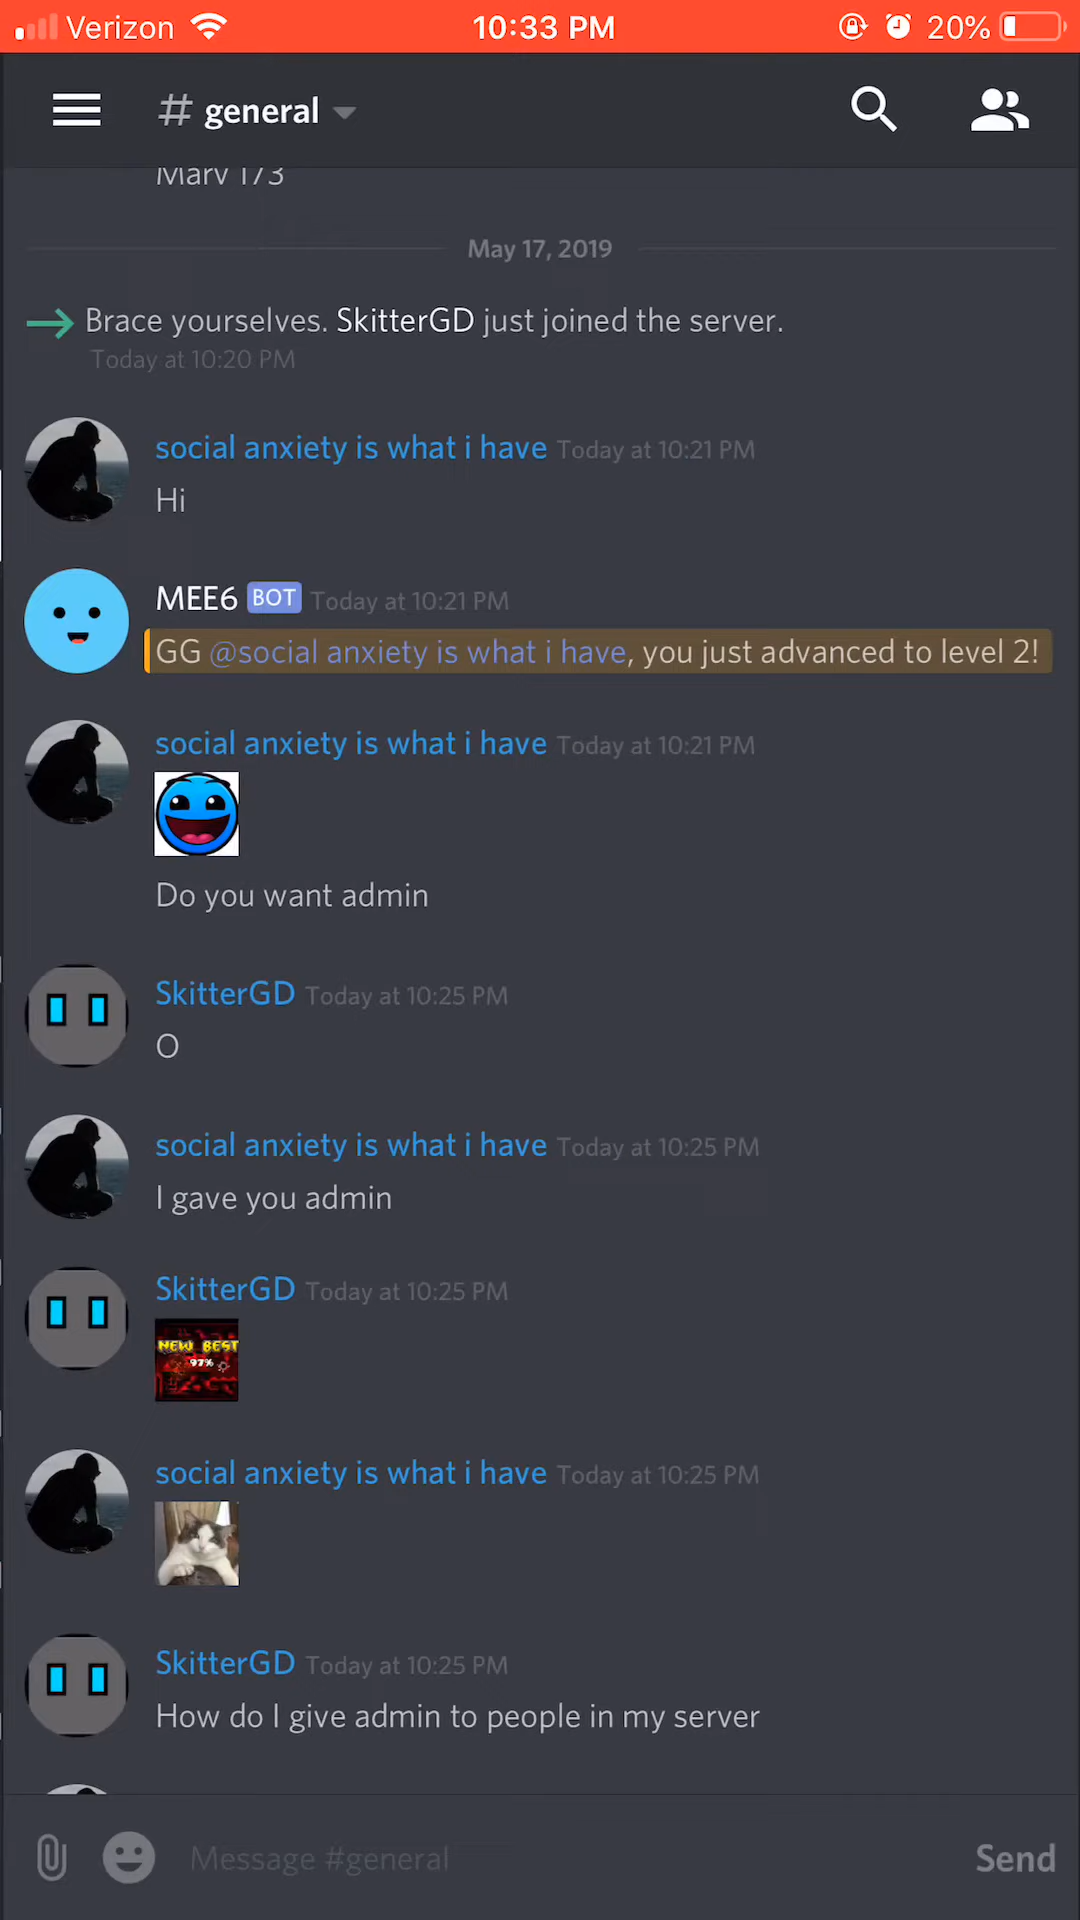 Verizon 10:33 PM 20%
# general
Marv 173
May 17, 2019
Brace yourselves. SkitterGD just joined the server.
Today at 10:20 PM
social anxiety is what i have Today at 10:21 PM
Hi
MEE6 BOT Today at 10:21 PM
GG @social anxiety is what i have, you just advanced to level 2!
social anxiety is what i have Today at 10:21 PM
Do you want admin
SkitterGD Today at 10:25 PM
O
social anxiety is what i have Today at 10:25 PM
I gave you admin
SkitterGD Today at 10:25 PM
NEW BEST
97%
social anxiety is what i have Today at 10:25 PM
SkitterGD Today at 10:25 PM
How do I give admin to people in my server
Message #general Send